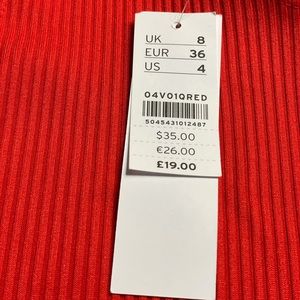 UK 8
EUR 36
US 4
04V01QRED
5045431012487
$35.00
€26.00
£19.00